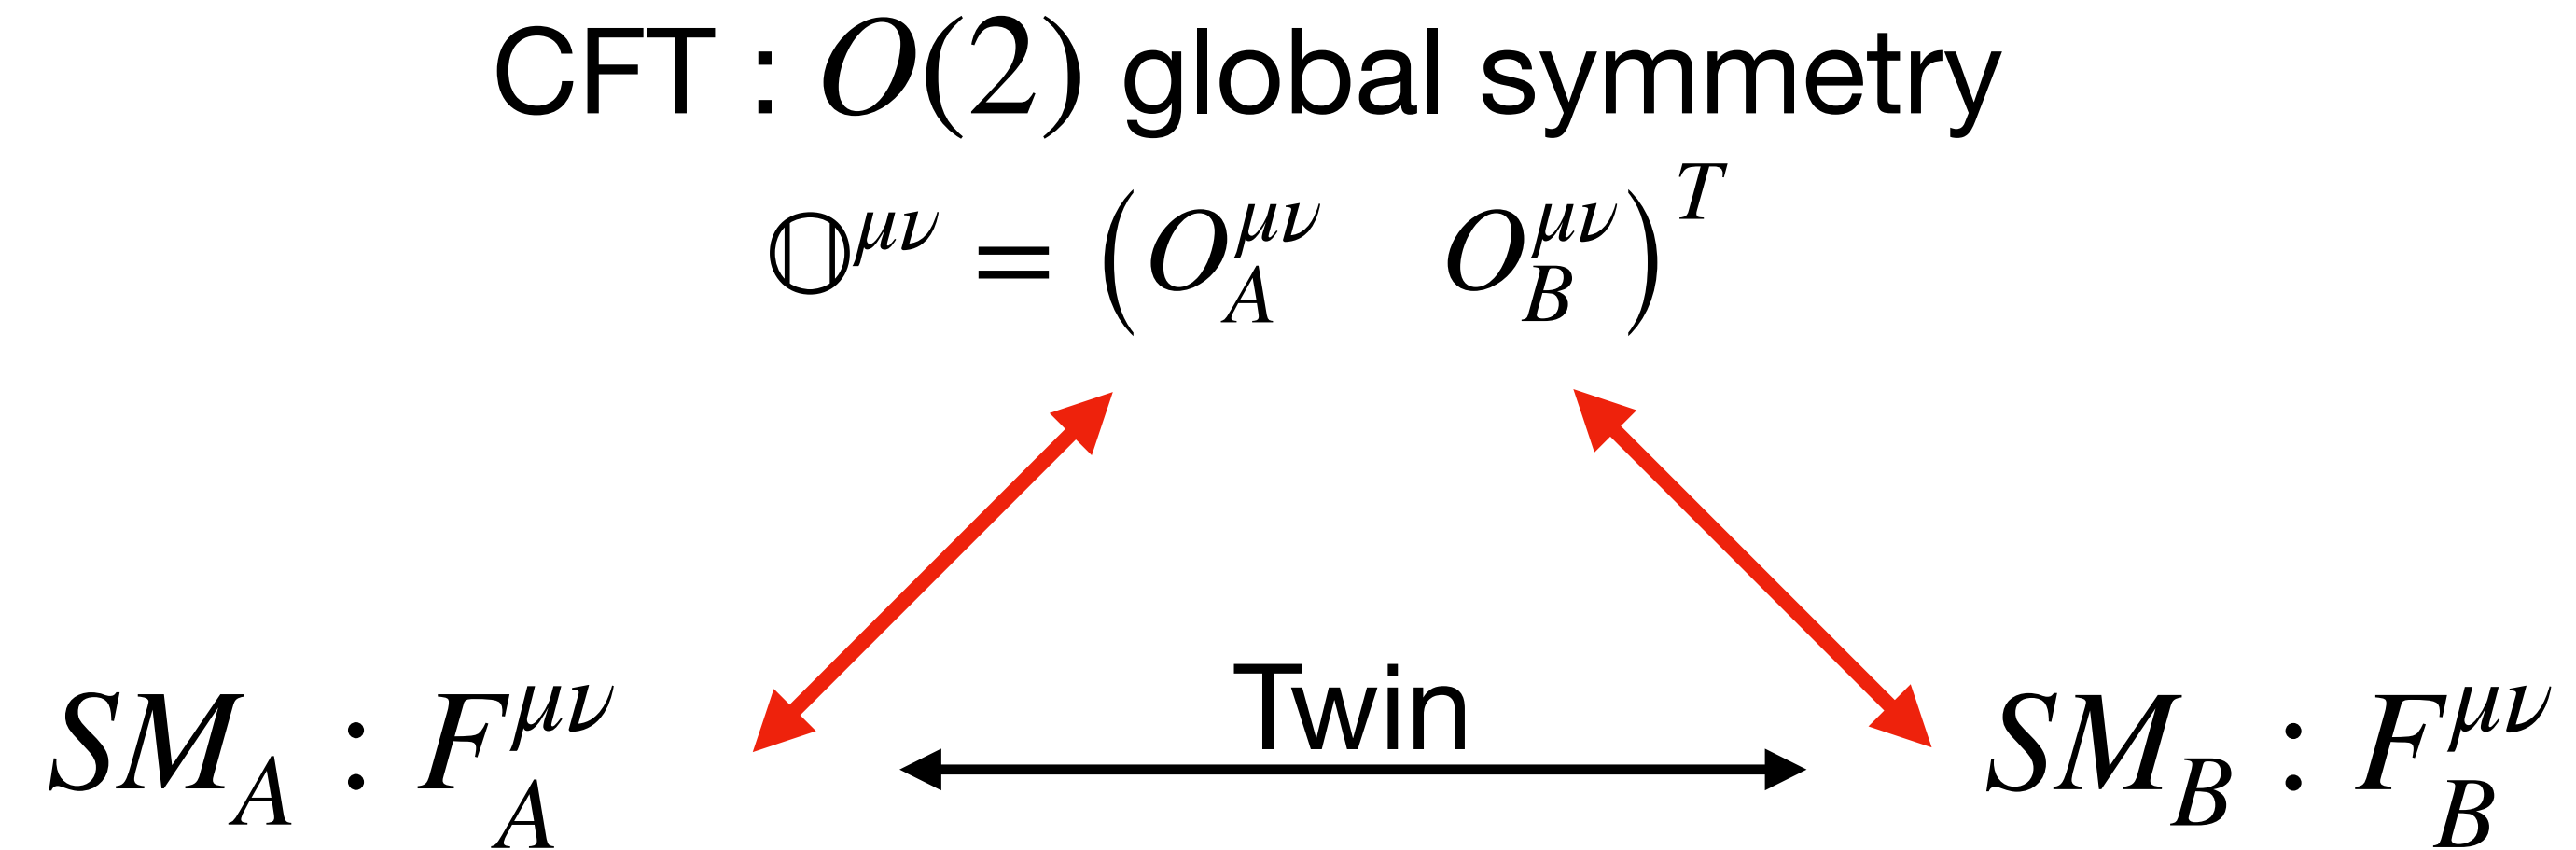 CFT : O(2) global symmetry
𝕆^{μν} = (O_A^{μν} O_B^{μν})^T
Twin
SM_A : F_A^{μν} SM_B : F_B^{μν}